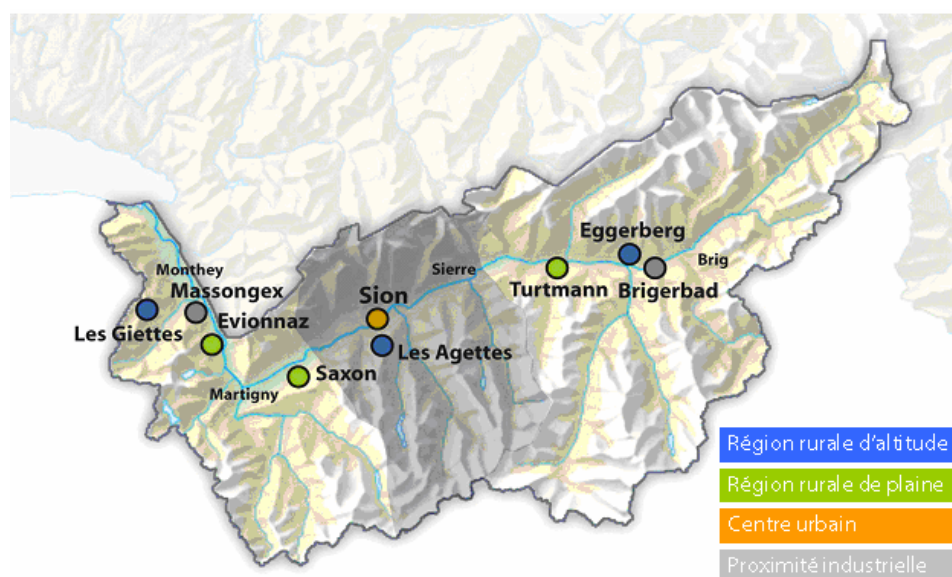 Eggerberg
Monthey
Sierre
Brig
Massongex
Sion
Turtmann
Brigerbad
Les Giettes
Evionnaz
Les Agettes
Saxon
Martigny
Région rurale d'altitude
Région rurale de plaine
Centre urbain
Proximité industrielle